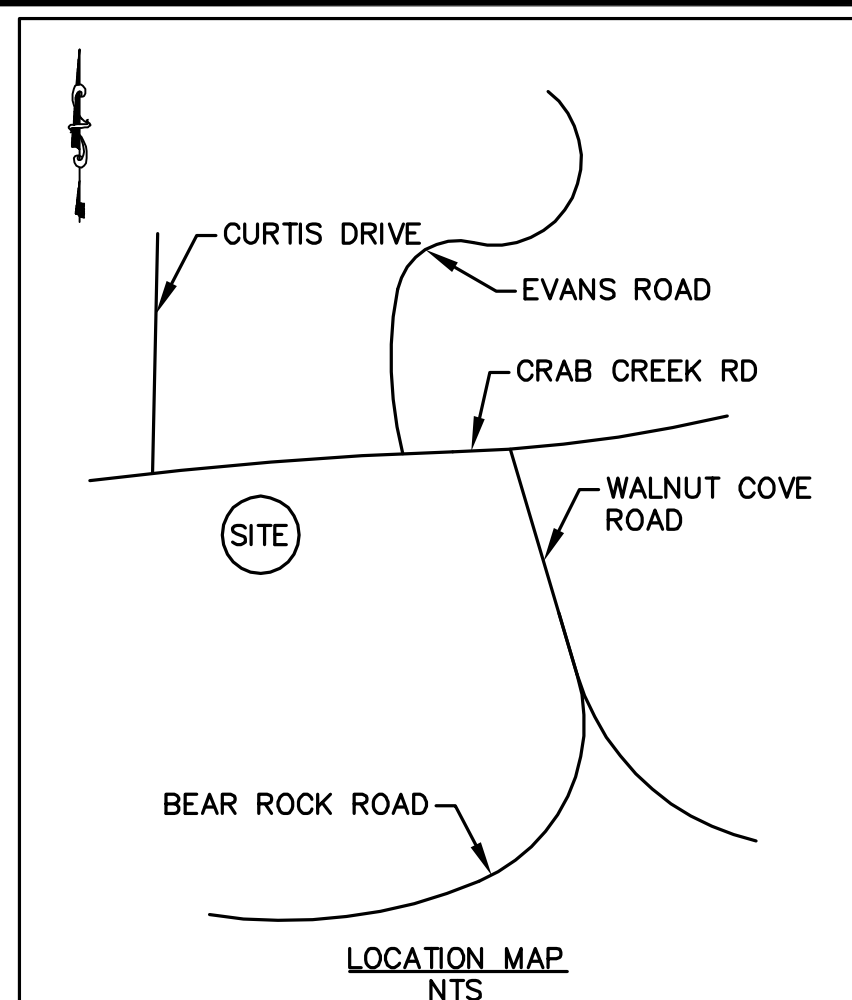 CURTIS DRIVE
EVANS ROAD
CRAB CREEK RD
WALNUT COVE
ROAD
SITE
BEAR ROCK ROAD
LOCATION MAP
NTS